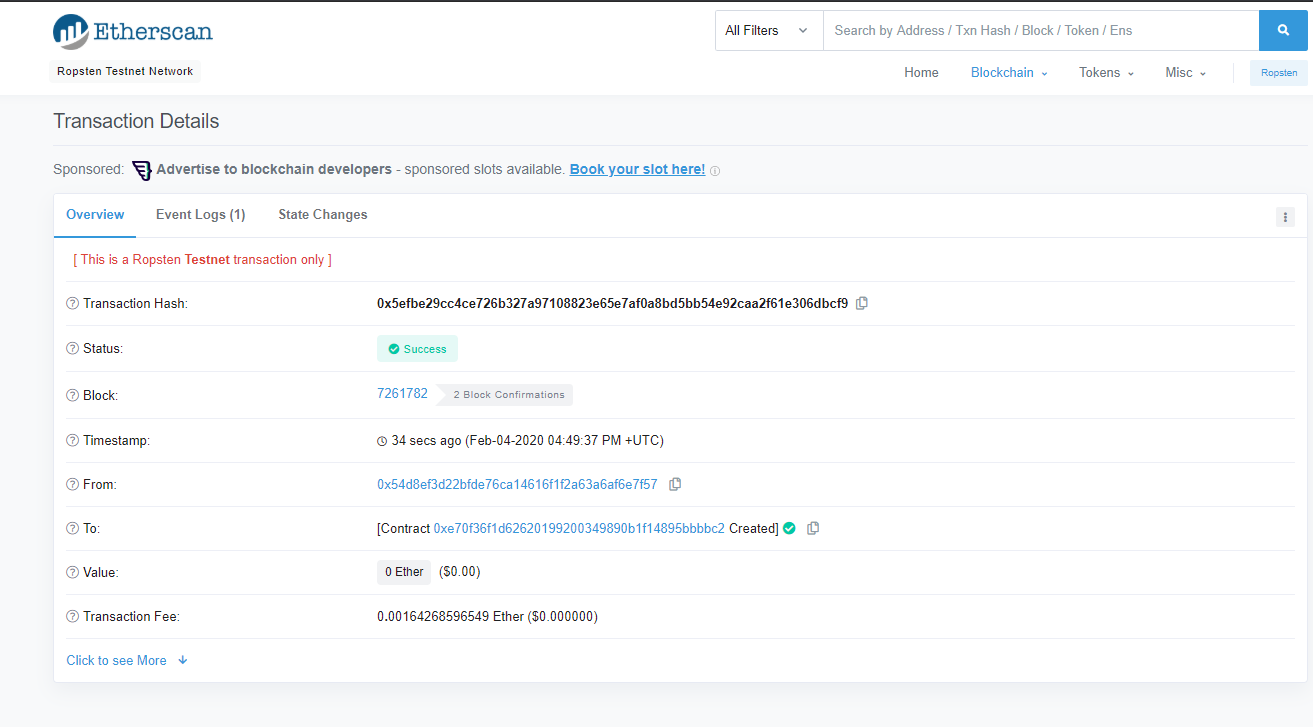 Etherscan
All Filters
Search by Address / Txn Hash / Block / Token / Ens
Ropsten Testnet Network
Home Blockchain Tokens Misc Ropsten
Transaction Details
Sponsored: Advertise to blockchain developers - sponsored slots available. Book your slot here!
Overview Event Logs (1) State Changes
[ This is a Ropsten Testnet transaction only ]
Transaction Hash: 0x5efbe29cc4ce726b327a97108823e65e7af0a8bd5bb54e92caa2f61e306dbcf9
Status: Success
Block: 7261782 2 Block Confirmations
Timestamp: 34 secs ago (Feb-04-2020 04:49:37 PM +UTC)
From: 0x54d8ef3d22bfde76ca14616f1f2a63a6af6e7f57
To: [Contract 0xe70f36f1d62620199200349890b1f14895bbbbc2 Created]
Value: 0 Ether ($0.00)
Transaction Fee: 0.00164268596549 Ether ($0.000000)
Click to see More